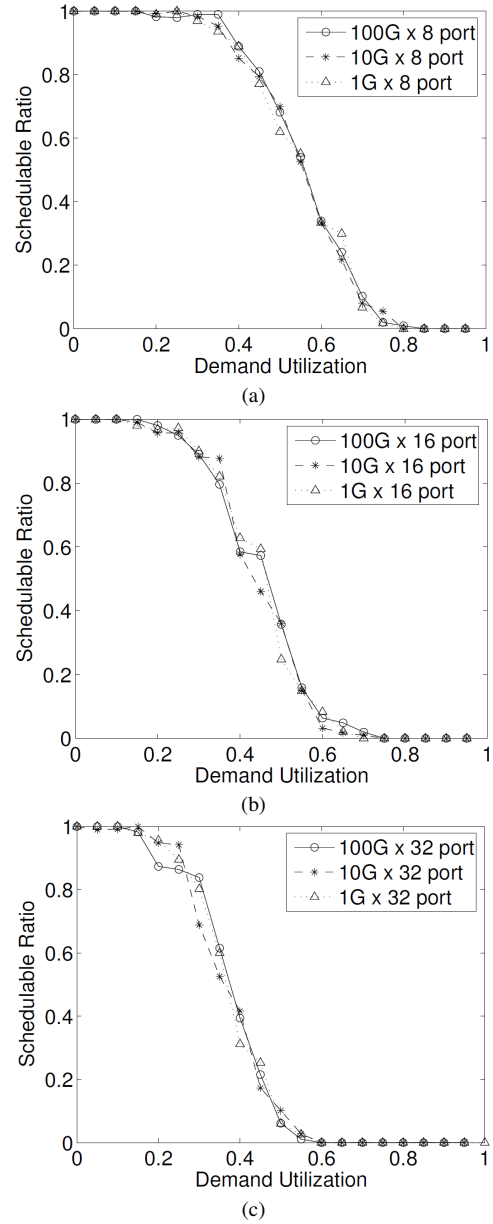 1
0.8
0.6
0.4
0.2
0
Schedulable Ratio
100G x 8 port
10G x 8 port
1G x 8 port
0 0.2 0.4 0.6 0.8 1
Demand Utilization
(a)
1
0.8
0.6
0.4
0.2
0
Schedulable Ratio
100G x 16 port
10G x 16 port
1G x 16 port
0 0.2 0.4 0.6 0.8 1
Demand Utilization
(b)
1
0.8
0.6
0.4
0.2
0
Schedulable Ratio
100G x 32 port
10G x 32 port
1G x 32 port
0 0.2 0.4 0.6 0.8 1
Demand Utilization
(c)